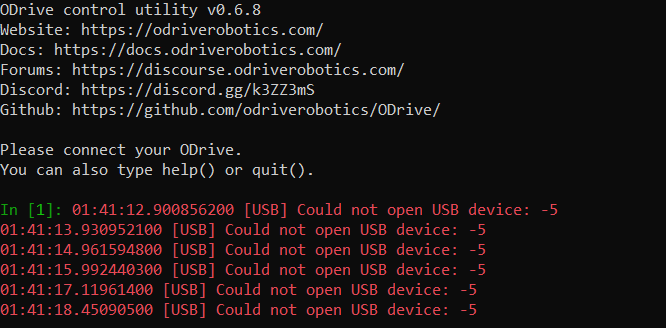 ODrive control utility v0.6.8
Website: https://odriverobotics.com/
Docs: https://docs.odriverobotics.com/
Forums: https://discourse.odriverobotics.com/
Discord: https://discord.gg/k3ZZ3mS
Github: https://github.com/odriverobotics/ODrive/
Please connect your ODrive.
You can also type help() or quit().
In [1]: 01:41:12.900856200 [USB] Could not open USB device: -5
01:41:13.930952100 [USB] Could not open USB device: -5
01:41:14.961594800 [USB] Could not open USB device: -5
01:41:15.992440300 [USB] Could not open USB device: -5
01:41:17.11961400 [USB] Could not open USB device: -5
01:41:18.45090500 [USB] Could not open USB device: -5